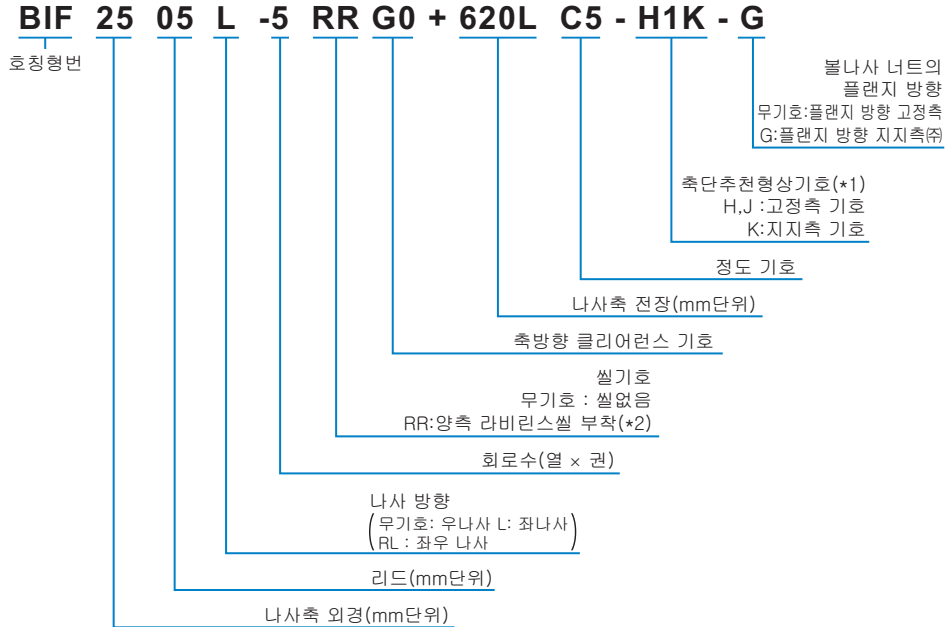 BIF 25 05 L -5 RR G0 + 620L C5 - H1K - G
호칭형번
볼나사 너트의
플랜지 방향
무기호:플랜지 방향 고정측
G:플랜지 방향 지지측㈜
축단추천형상기호(*1)
H,J :고정측 기호
K:지지측 기호
정도 기호
나사축 전장(mm단위)
축방향 클리어런스 기호
씰기호
무기호 : 씰없음
RR:양측 라비린스씰 부착(*2)
회로수(열 × 권)
나사 방향
(무기호: 우나사 L: 좌나사
RL : 좌우 나사)
리드(mm단위)
나사축 외경(mm단위)